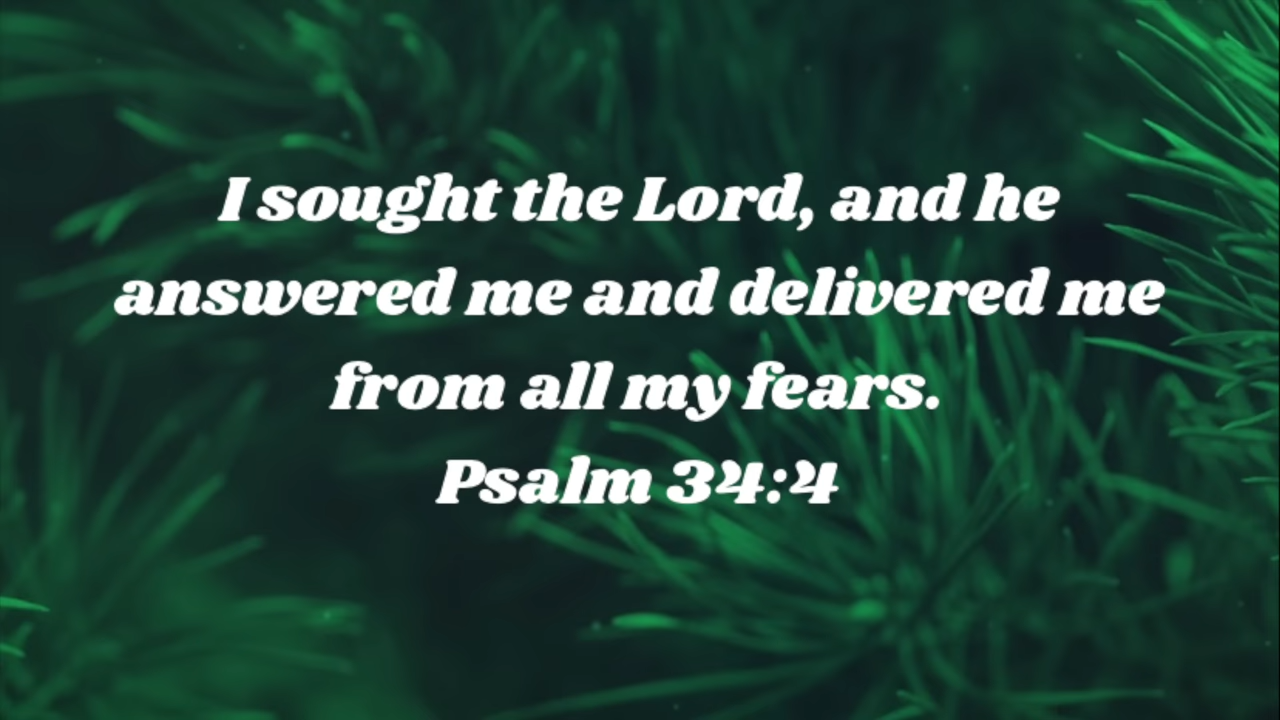 I sought the Lord, and he
answered me and delivered me
from all my fears.
Psalm 34:4